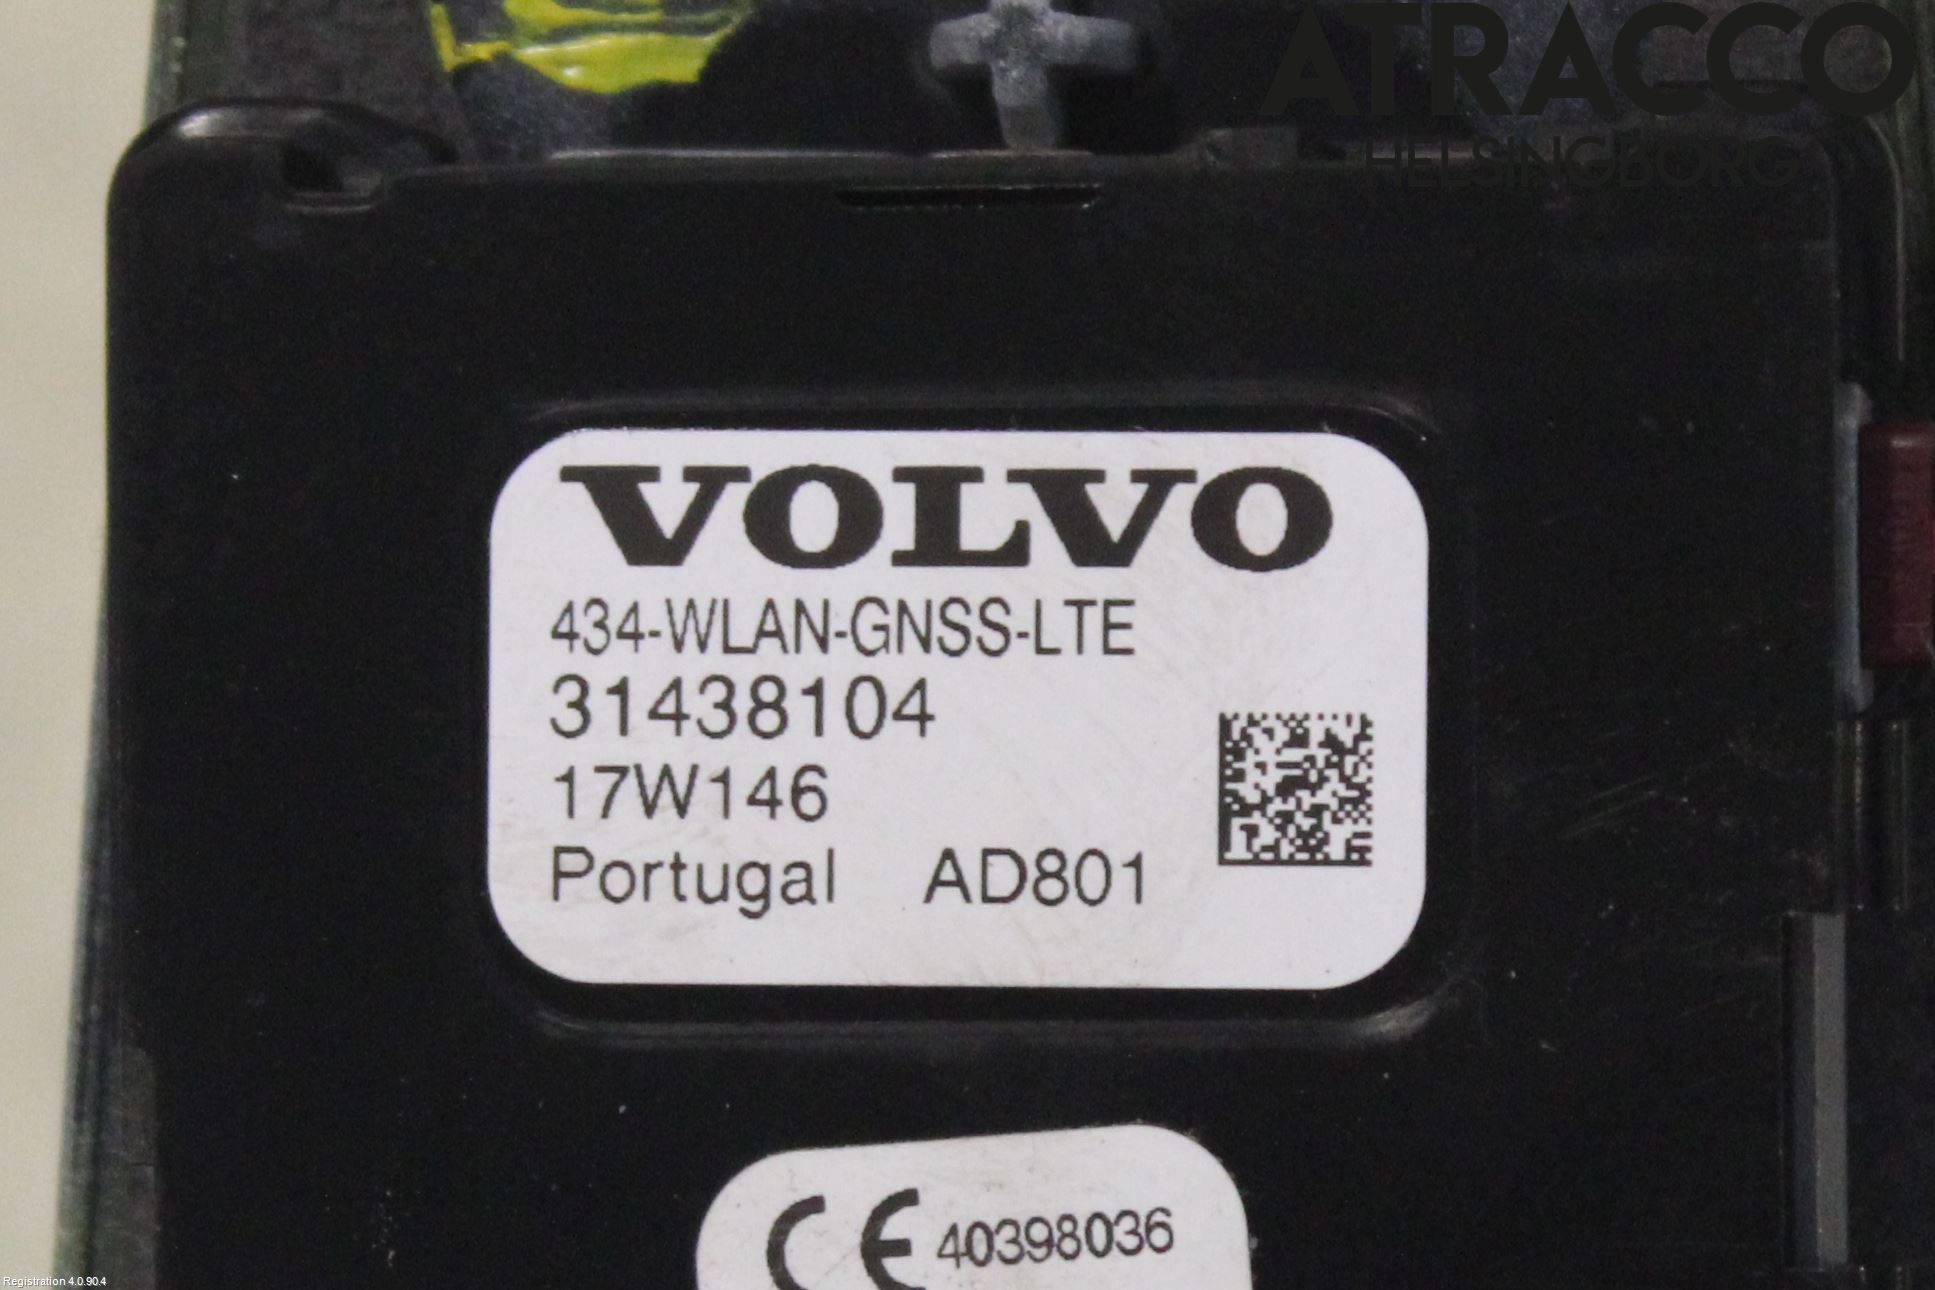 ATRACCO
HELSINGBORG
VOLVO
434-WLAN-GNSS-LTE
31438104
17W146
Portugal AD801
CE 40398036
Registration 4.0.90.4